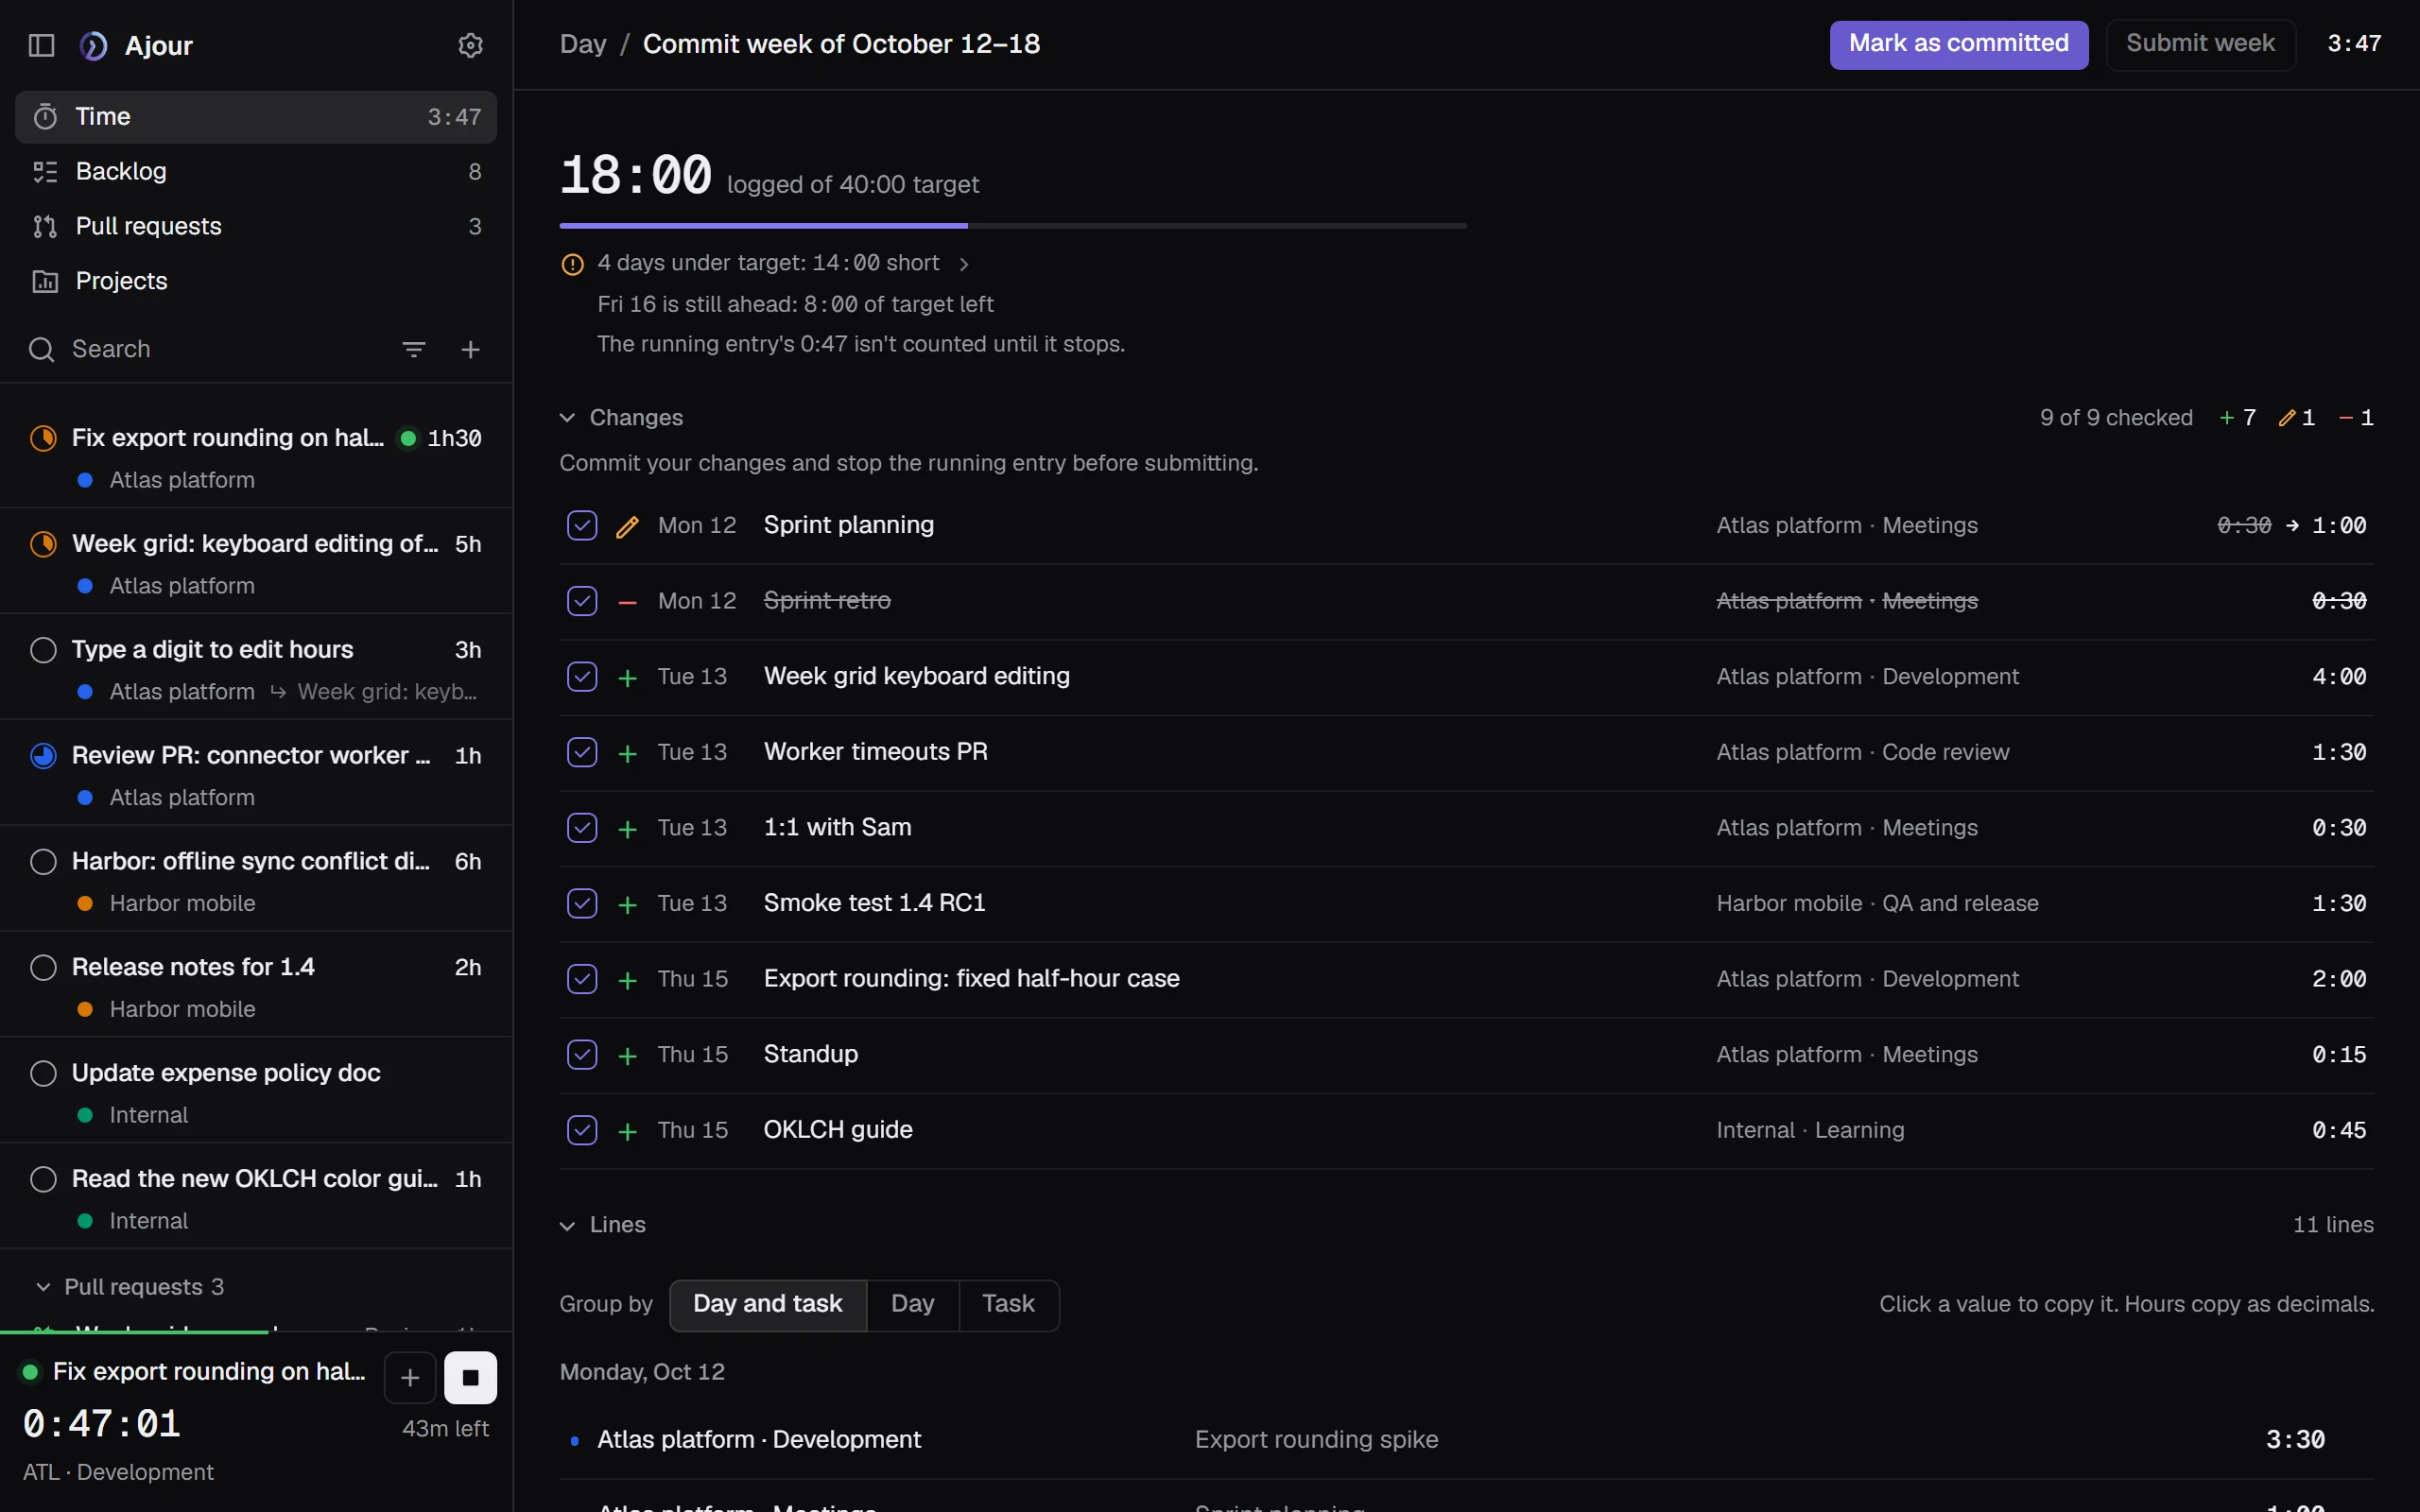 Ajour
Time 3:47
Backlog 8
Pull requests 3
Projects
Search
Fix export rounding on hal... 1h30
Atlas platform
Week grid: keyboard editing of... 5h
Atlas platform
Type a digit to edit hours 3h
Atlas platform ↳ Week grid: keyb...
Review PR: connector worker ... 1h
Atlas platform
Harbor: offline sync conflict di... 6h
Harbor mobile
Release notes for 1.4 2h
Harbor mobile
Update expense policy doc
Internal
Read the new OKLCH color gui... 1h
Internal
Pull requests 3
Fix export rounding on hal...
0:47:01 43m left
ATL · Development
Day / Commit week of October 12–18
Mark as committed
Submit week
3:47
18:00 logged of 40:00 target
4 days under target: 14:00 short
Fri 16 is still ahead: 8:00 of target left
The running entry's 0:47 isn't counted until it stops.
Changes 9 of 9 checked + 7 1 − 1
Commit your changes and stop the running entry before submitting.
Mon 12 Sprint planning Atlas platform · Meetings 0:30 → 1:00
− Mon 12 Sprint retro Atlas platform · Meetings 0:30
+ Tue 13 Week grid keyboard editing Atlas platform · Development 4:00
+ Tue 13 Worker timeouts PR Atlas platform · Code review 1:30
+ Tue 13 1:1 with Sam Atlas platform · Meetings 0:30
+ Tue 13 Smoke test 1.4 RC1 Harbor mobile · QA and release 1:30
+ Thu 15 Export rounding: fixed half-hour case Atlas platform · Development 2:00
+ Thu 15 Standup Atlas platform · Meetings 0:15
+ Thu 15 OKLCH guide Internal · Learning 0:45
Lines 11 lines
Group by Day and task Day Task Click a value to copy it. Hours copy as decimals.
Monday, Oct 12
Atlas platform · Development Export rounding spike 3:30
Atlas platform · Meetings Sprint planning 1:00